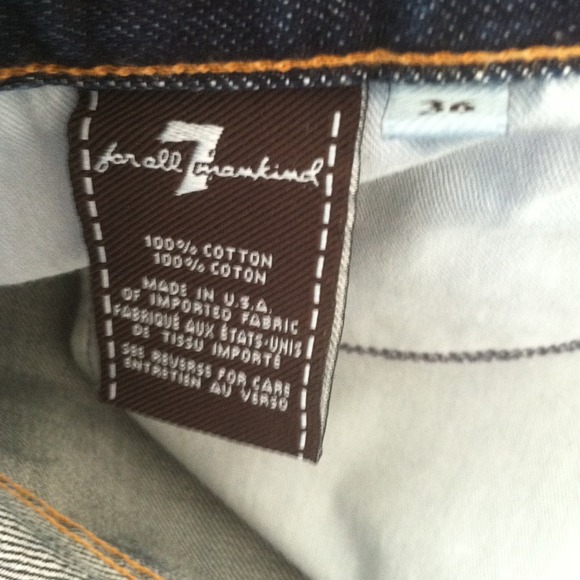 for all 7 mankind
100% COTTON
100% COTON
MADE IN U.S.A.
OF IMPORTED FABRIC
FABRIQUÉ AUX ÉTATS-UNIS
DE TISSU IMPORTÉ
SEE REVERSE FOR CARE
ENTRETIEN AU VERSO
36